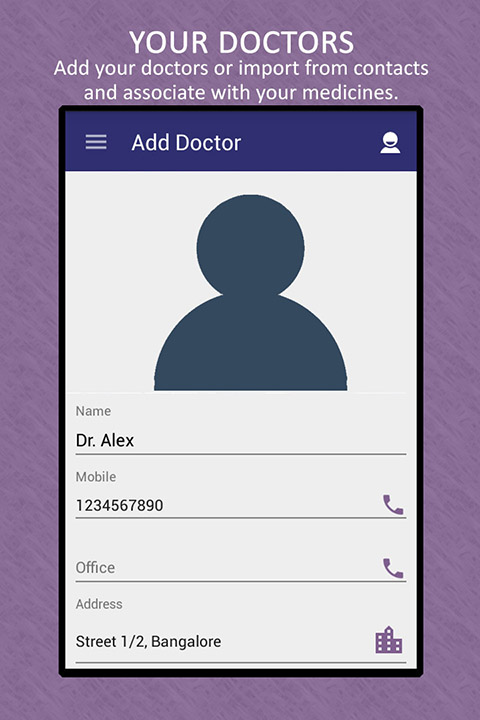 YOUR DOCTORS
Add your doctors or import from contacts
and associate with your medicines.
Add Doctor
Name
Dr. Alex
Mobile
1234567890
Office
Address
Street 1/2, Bangalore